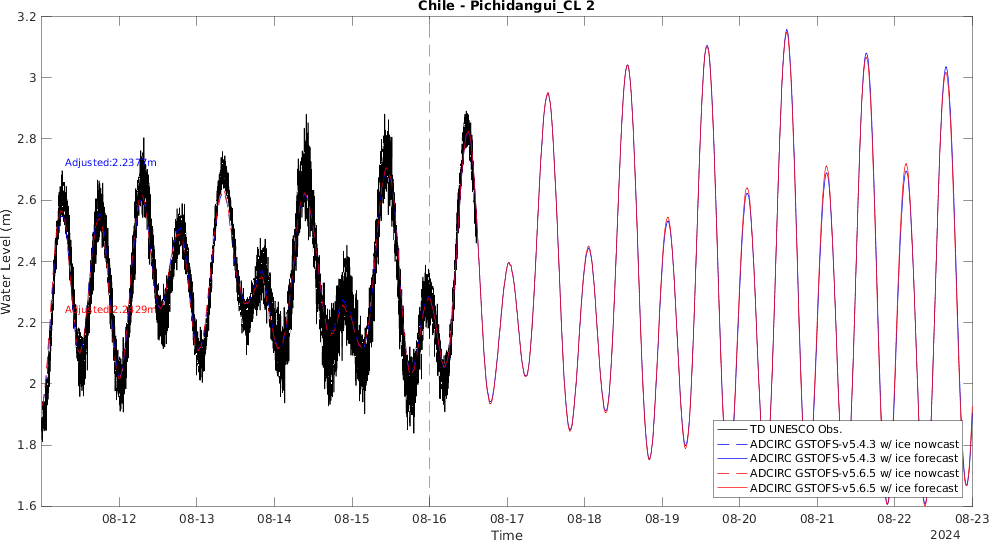 Chile - Pichidangui_CL 2
3.2
3
2.8
2.6
2.4
2.2
2
1.8
1.6
Water Level (m)
Adjusted:2.2377m
Adjusted:2.2829m
TD UNESCO Obs.
ADCIRC GSTOFS-v5.4.3 w/ ice nowcast
ADCIRC GSTOFS-v5.4.3 w/ ice forecast
ADCIRC GSTOFS-v5.6.5 w/ ice nowcast
ADCIRC GSTOFS-v5.6.5 w/ ice forecast
08-12 08-13 08-14 08-15 08-16 08-17 08-18 08-19 08-20 08-21 08-22 08-23
Time
2024